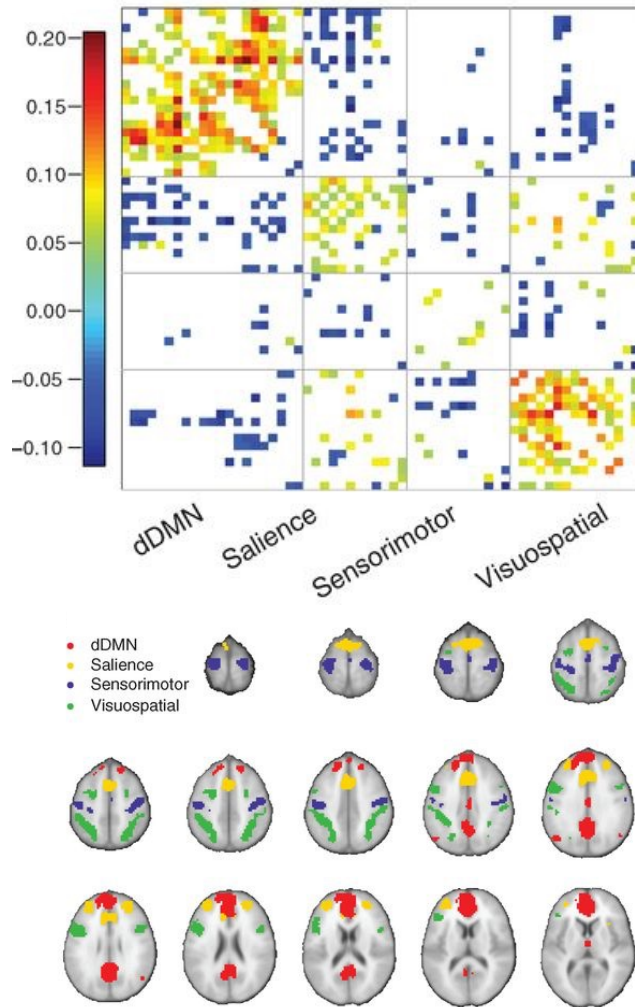 0.20
0.15
0.10
0.05
0.00
−0.05
−0.10
dDMN
Salience
Sensorimotor
Visuospatial
dDMN
Salience
Sensorimotor
Visuospatial